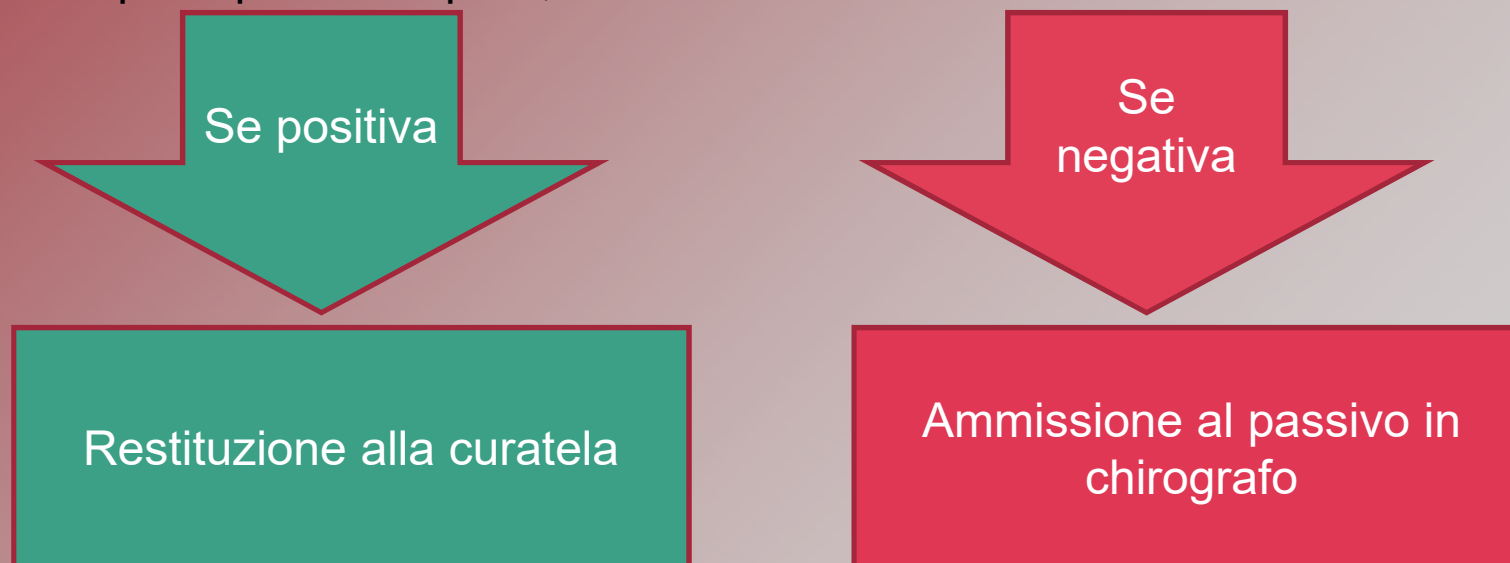 Se positiva
Se
negativa
Restituzione alla curatela
Ammissione al passivo in
chirografo